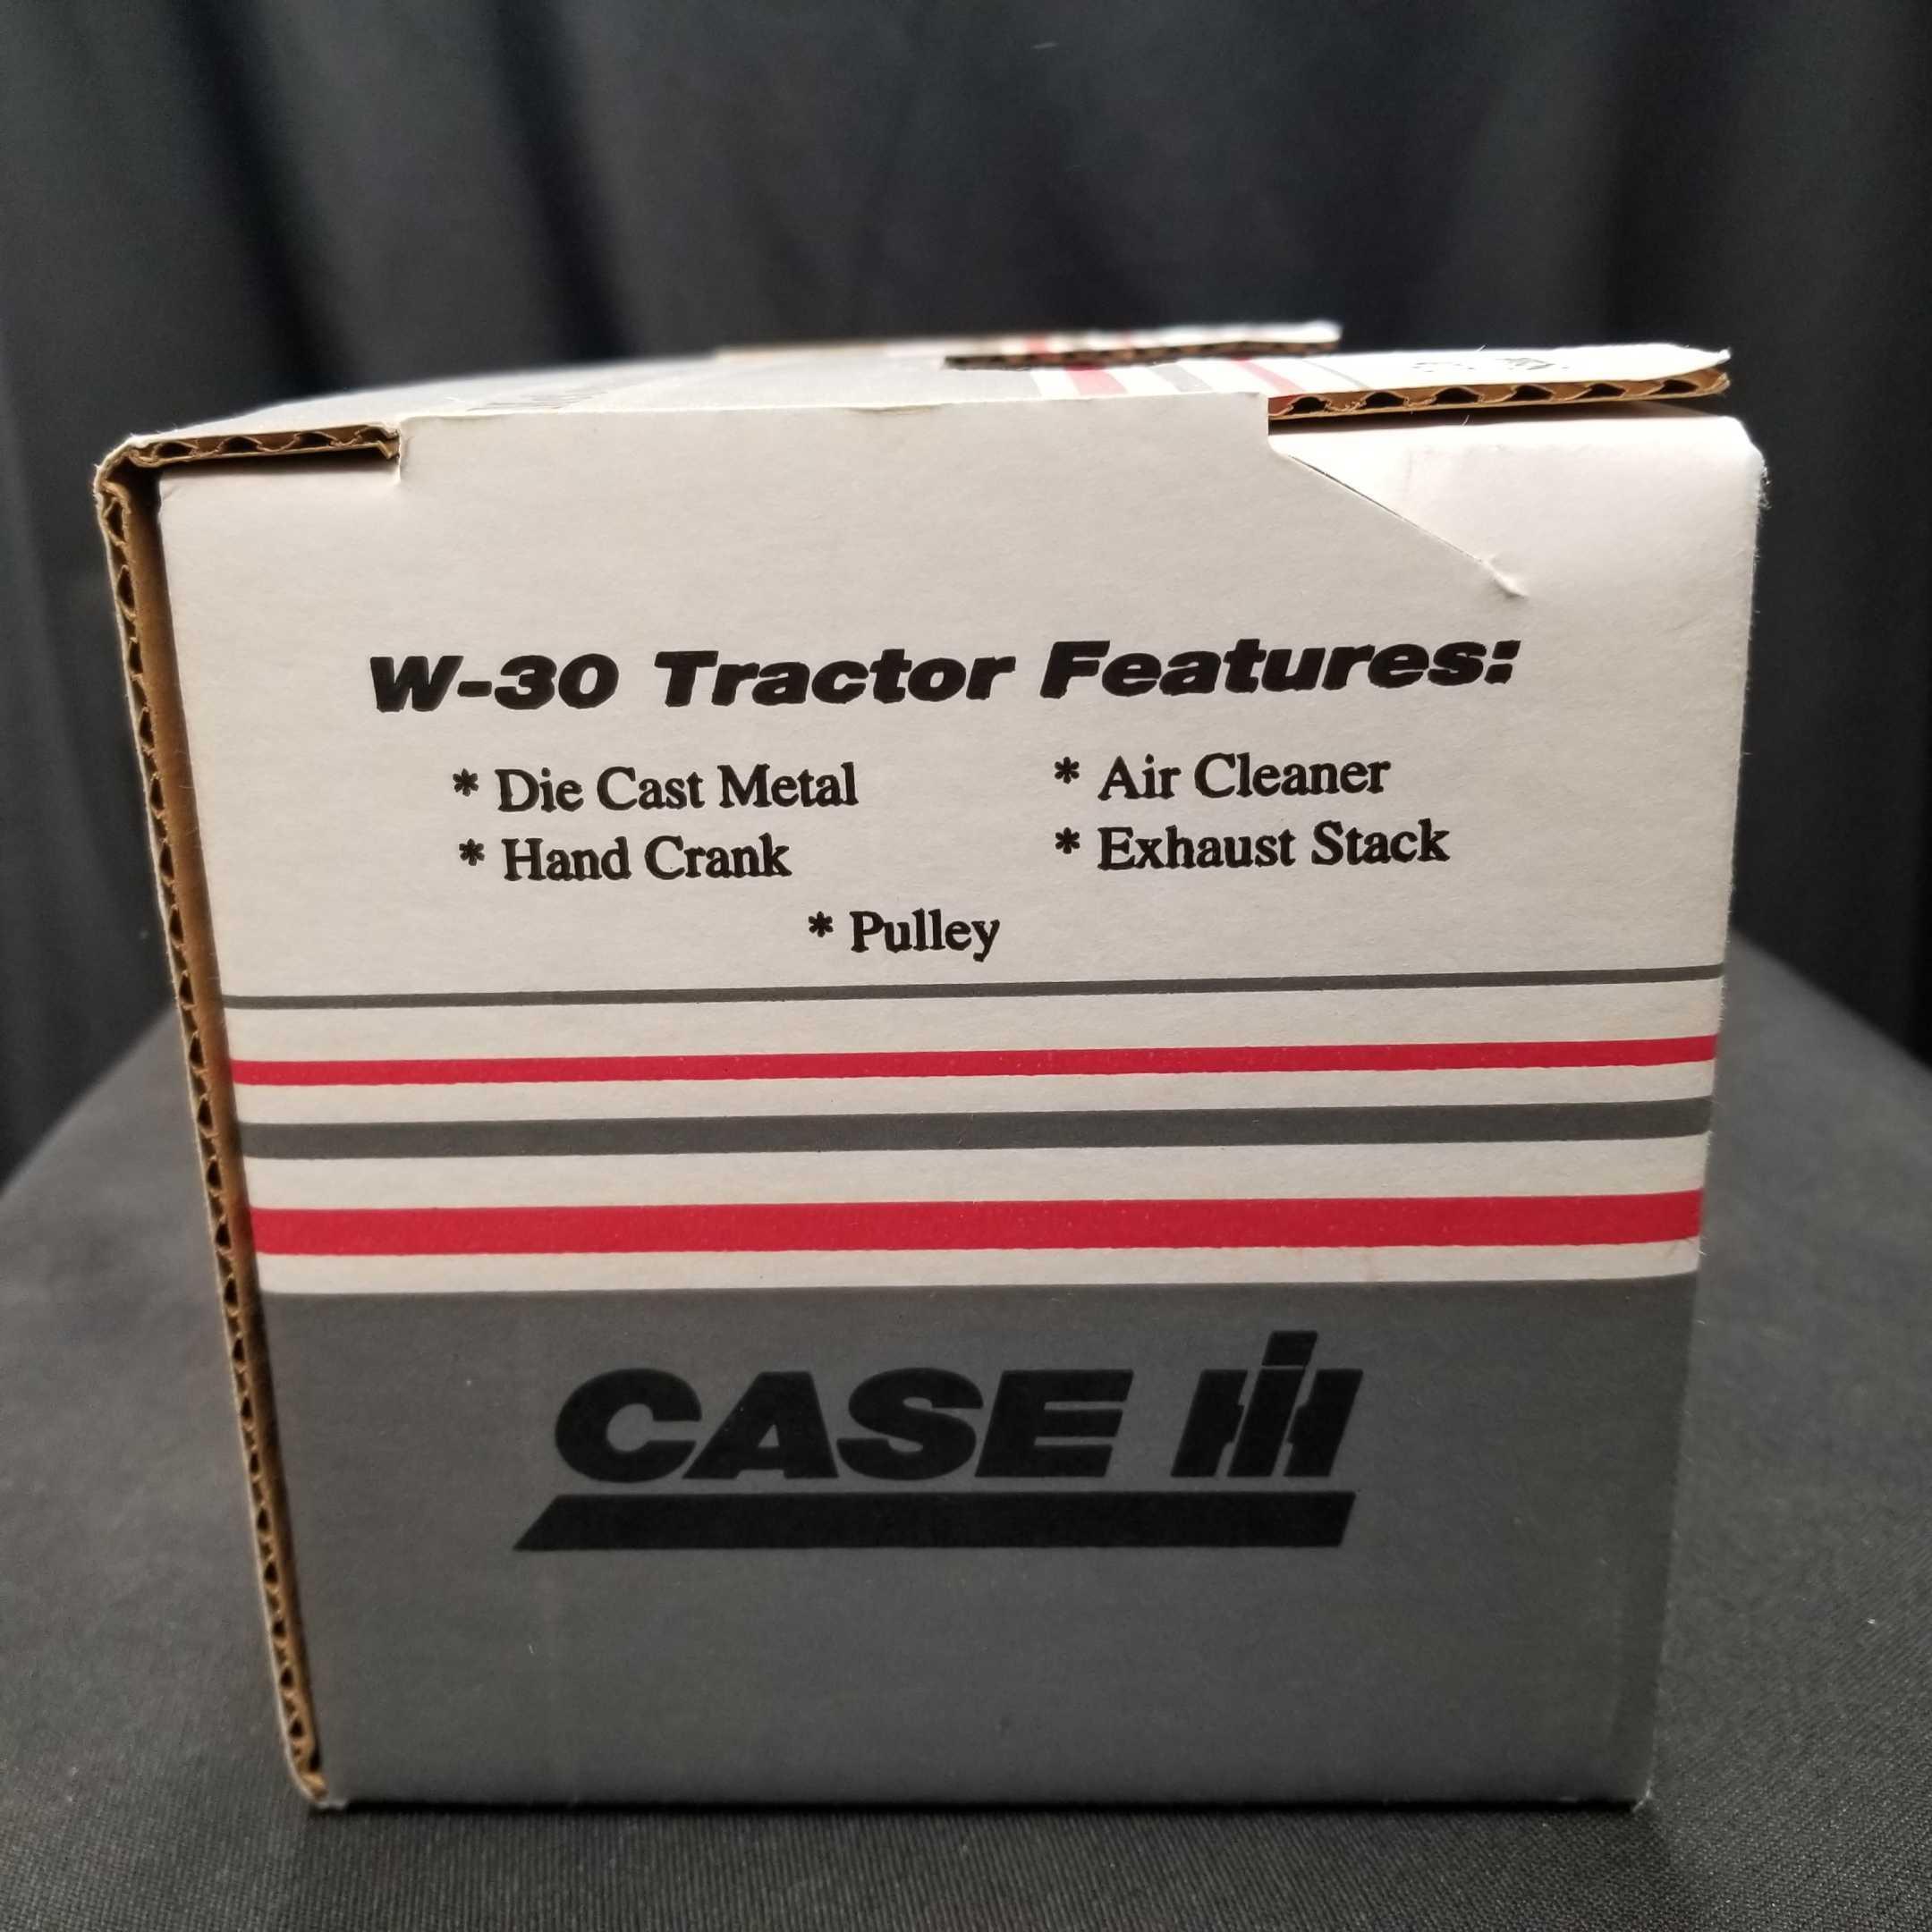 W-30 Tractor Features:
* Die Cast Metal
* Air Cleaner
* Hand Crank
* Exhaust Stack
* Pulley
CASE IH